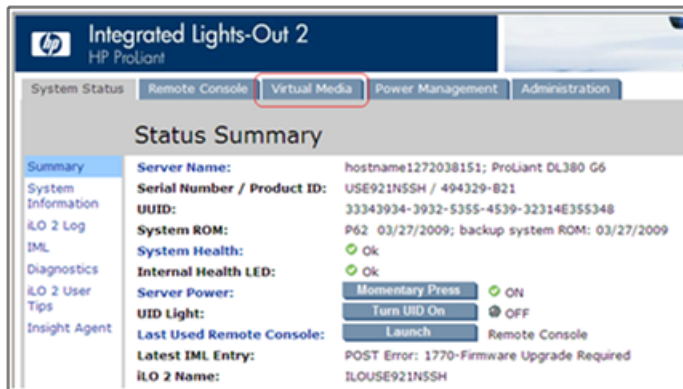 hp
Integrated Lights-Out 2
HP ProLiant
System Status Remote Console Virtual Media Power Management Administration
Status Summary
Summary
System
Information
iLO 2 Log
IML
Diagnostics
iLO 2 User
Tips
Insight Agent
Server Name: hostname1272038151; ProLiant DL380 G6
Serial Number / Product ID: USE921N5SH / 494329-B21
UUID: 33343934-3932-5355-4539-32314E355348
System ROM: P62 03/27/2009; backup system ROM: 03/27/2009
System Health: Ok
Internal Health LED: Ok
Server Power: Momentary Press ON
UID Light: Turn UID On OFF
Last Used Remote Console: Launch Remote Console
Latest IML Entry: POST Error: 1770-Firmware Upgrade Required
iLO 2 Name: ILOUSE921N5SH